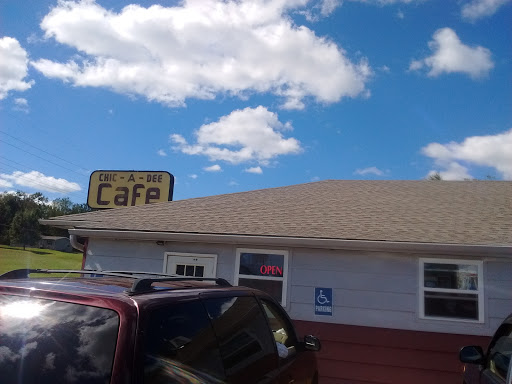 CHIC - A - DEE
Cafe
OPEN
PARKING